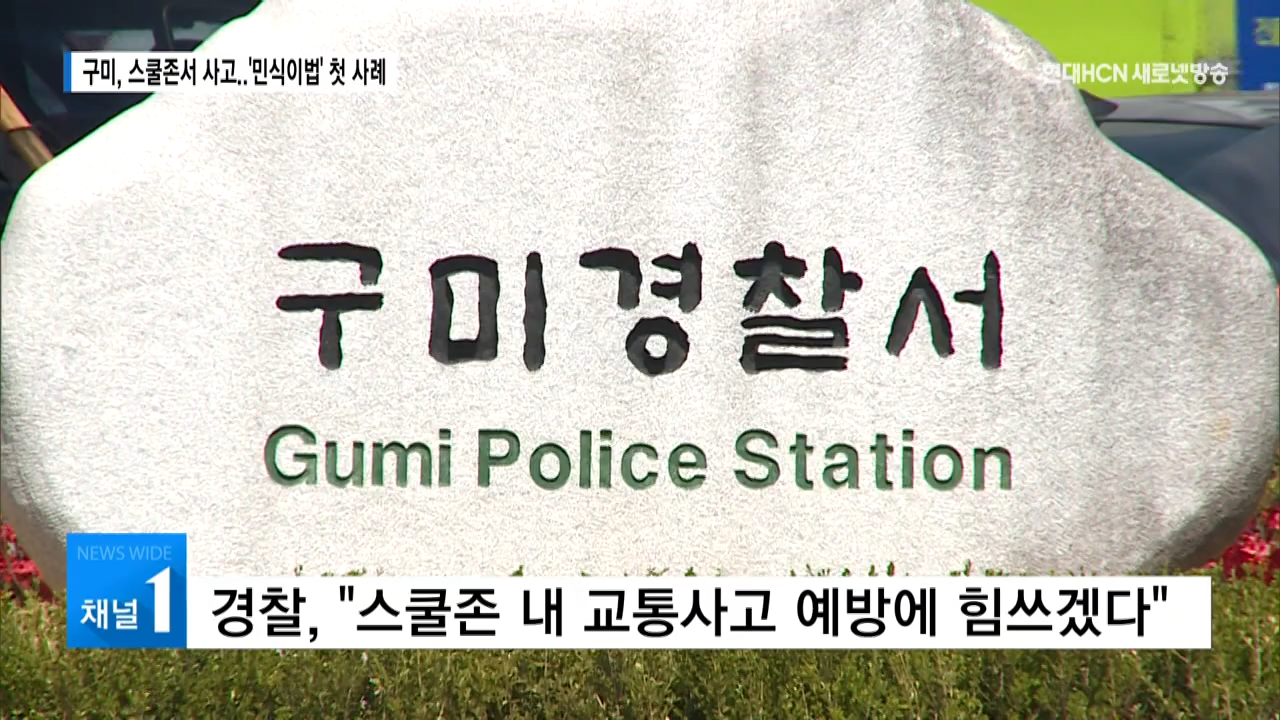 구미, 스쿨존서 사고..'민식이법' 첫 사례
현대HCN 새로넷방송
구미경찰서
Gumi Police Station
NEWS WIDE
채널1
경찰, "스쿨존 내 교통사고 예방에 힘쓰겠다"